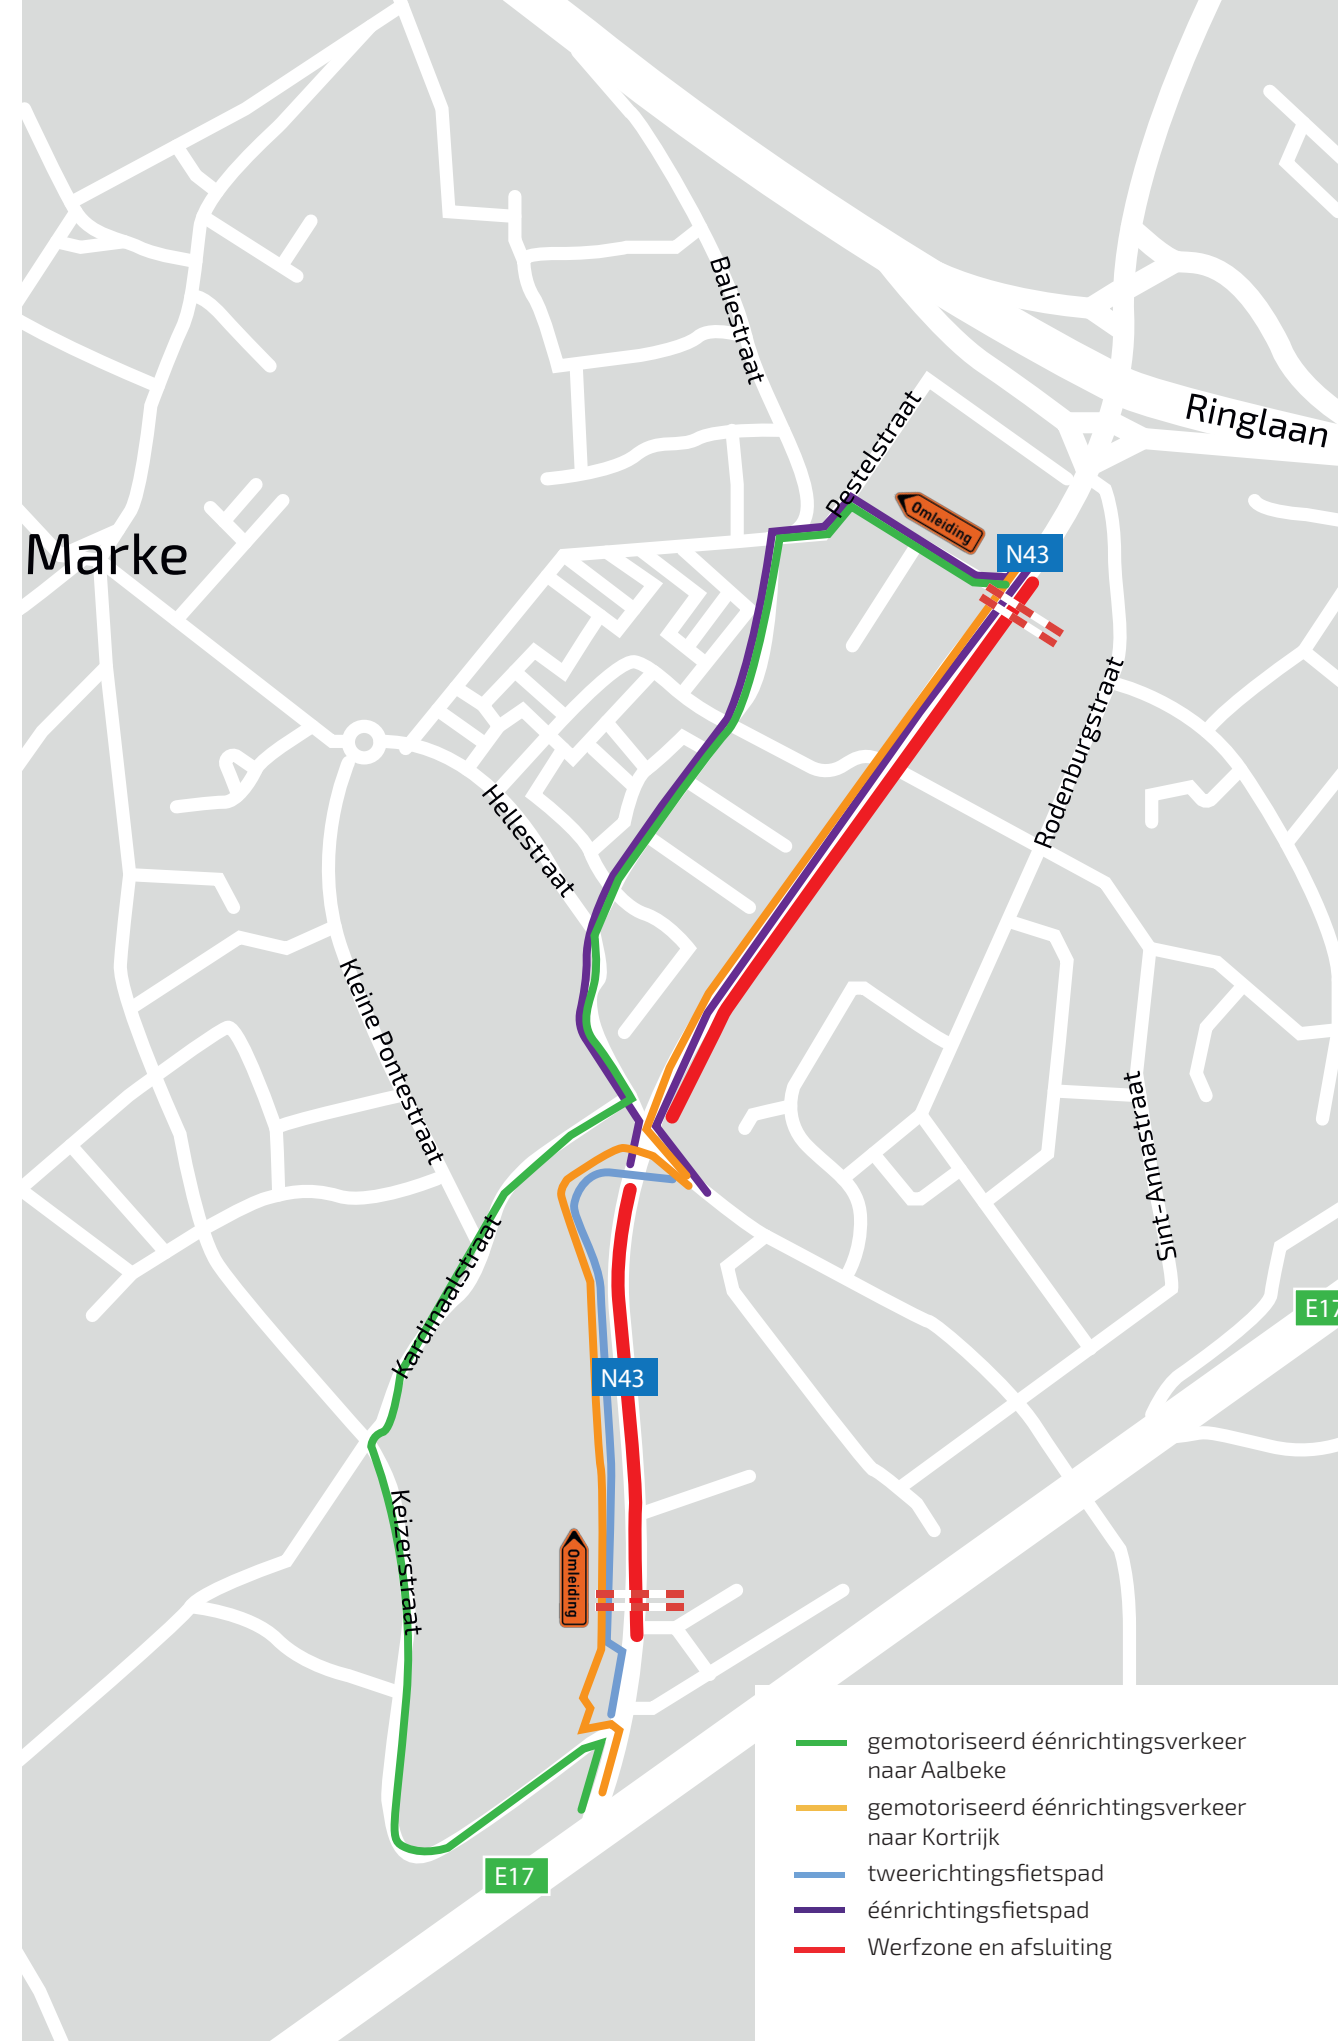 Baliestraat
Pestelstraat
Ringlaan
Omleiding
N43
Marke
Rodenburgstraat
Hellestraat
Kleine Pontestraat
Sint-Annastraat
Kardinaalstraat
E17
N43
Keizerstraat
Omleiding
gemotoriseerd éénrichtingsverkeer
naar Aalbeke
gemotoriseerd éénrichtingsverkeer
naar Kortrijk
tweerichtingsfietspad
E17
éénrichtingsfietspad
Werfzone en afsluiting